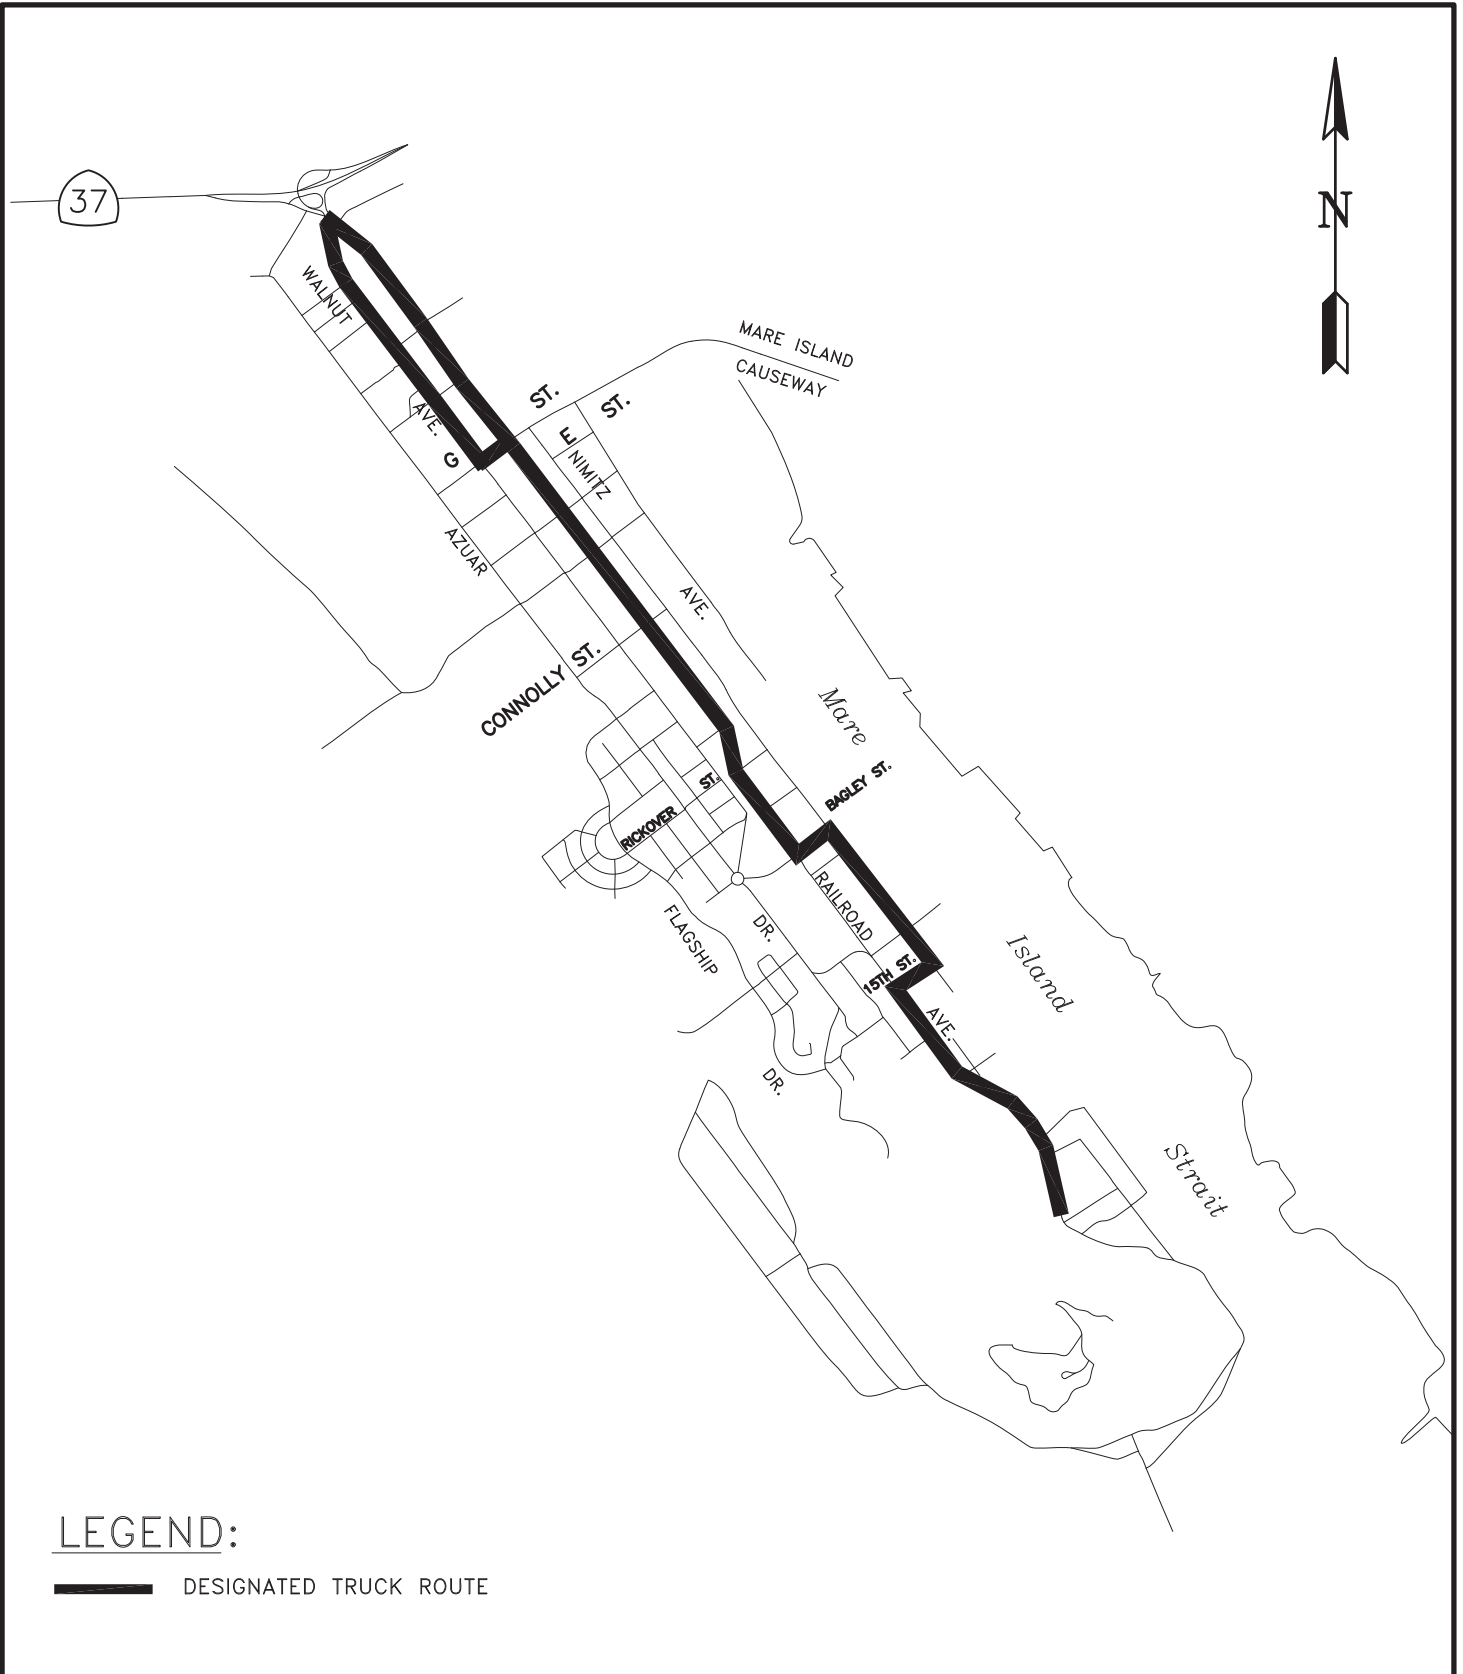 37
N
WALNUT
AVE.
MARE ISLAND
CAUSEWAY
G
ST.
E
ST.
NIMITZ
AVE.
AZUAR
CONNOLLY ST.
Mare
BAGLEY ST.
RICKOVER
ST.
RAILROAD
FLAGSHIP
DR.
Island
15TH ST.
AVE.
DR.
Strait
LEGEND:
DESIGNATED TRUCK ROUTE